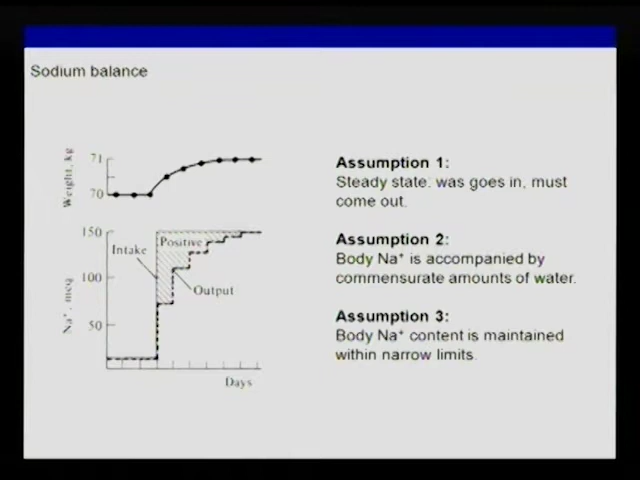 Sodium balance
Weight, kg
71
70
Na⁺, meq
150
100
50
Intake
Positive
Output
Days
Assumption 1:
Steady state: was goes in, must
come out.
Assumption 2:
Body Na⁺ is accompanied by
commensurate amounts of water.
Assumption 3:
Body Na⁺ content is maintained
within narrow limits.